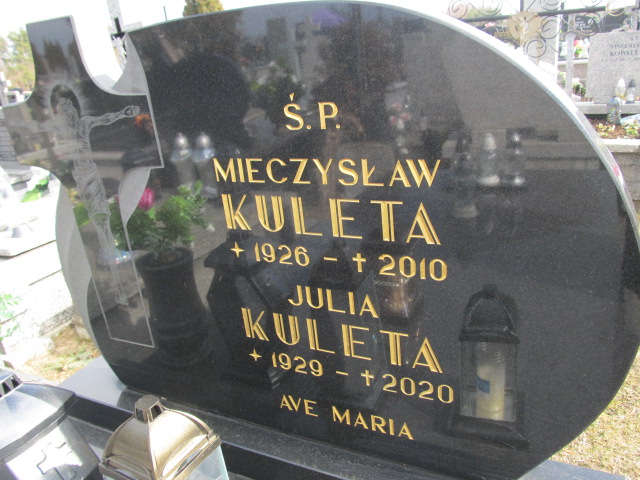 Ś.P.
MIECZYSŁAW
KULETA
✦ 1926 - ✝ 2010
JULIA
KULETA
✦ 1929 - ✝ 2020
AVE MARIA